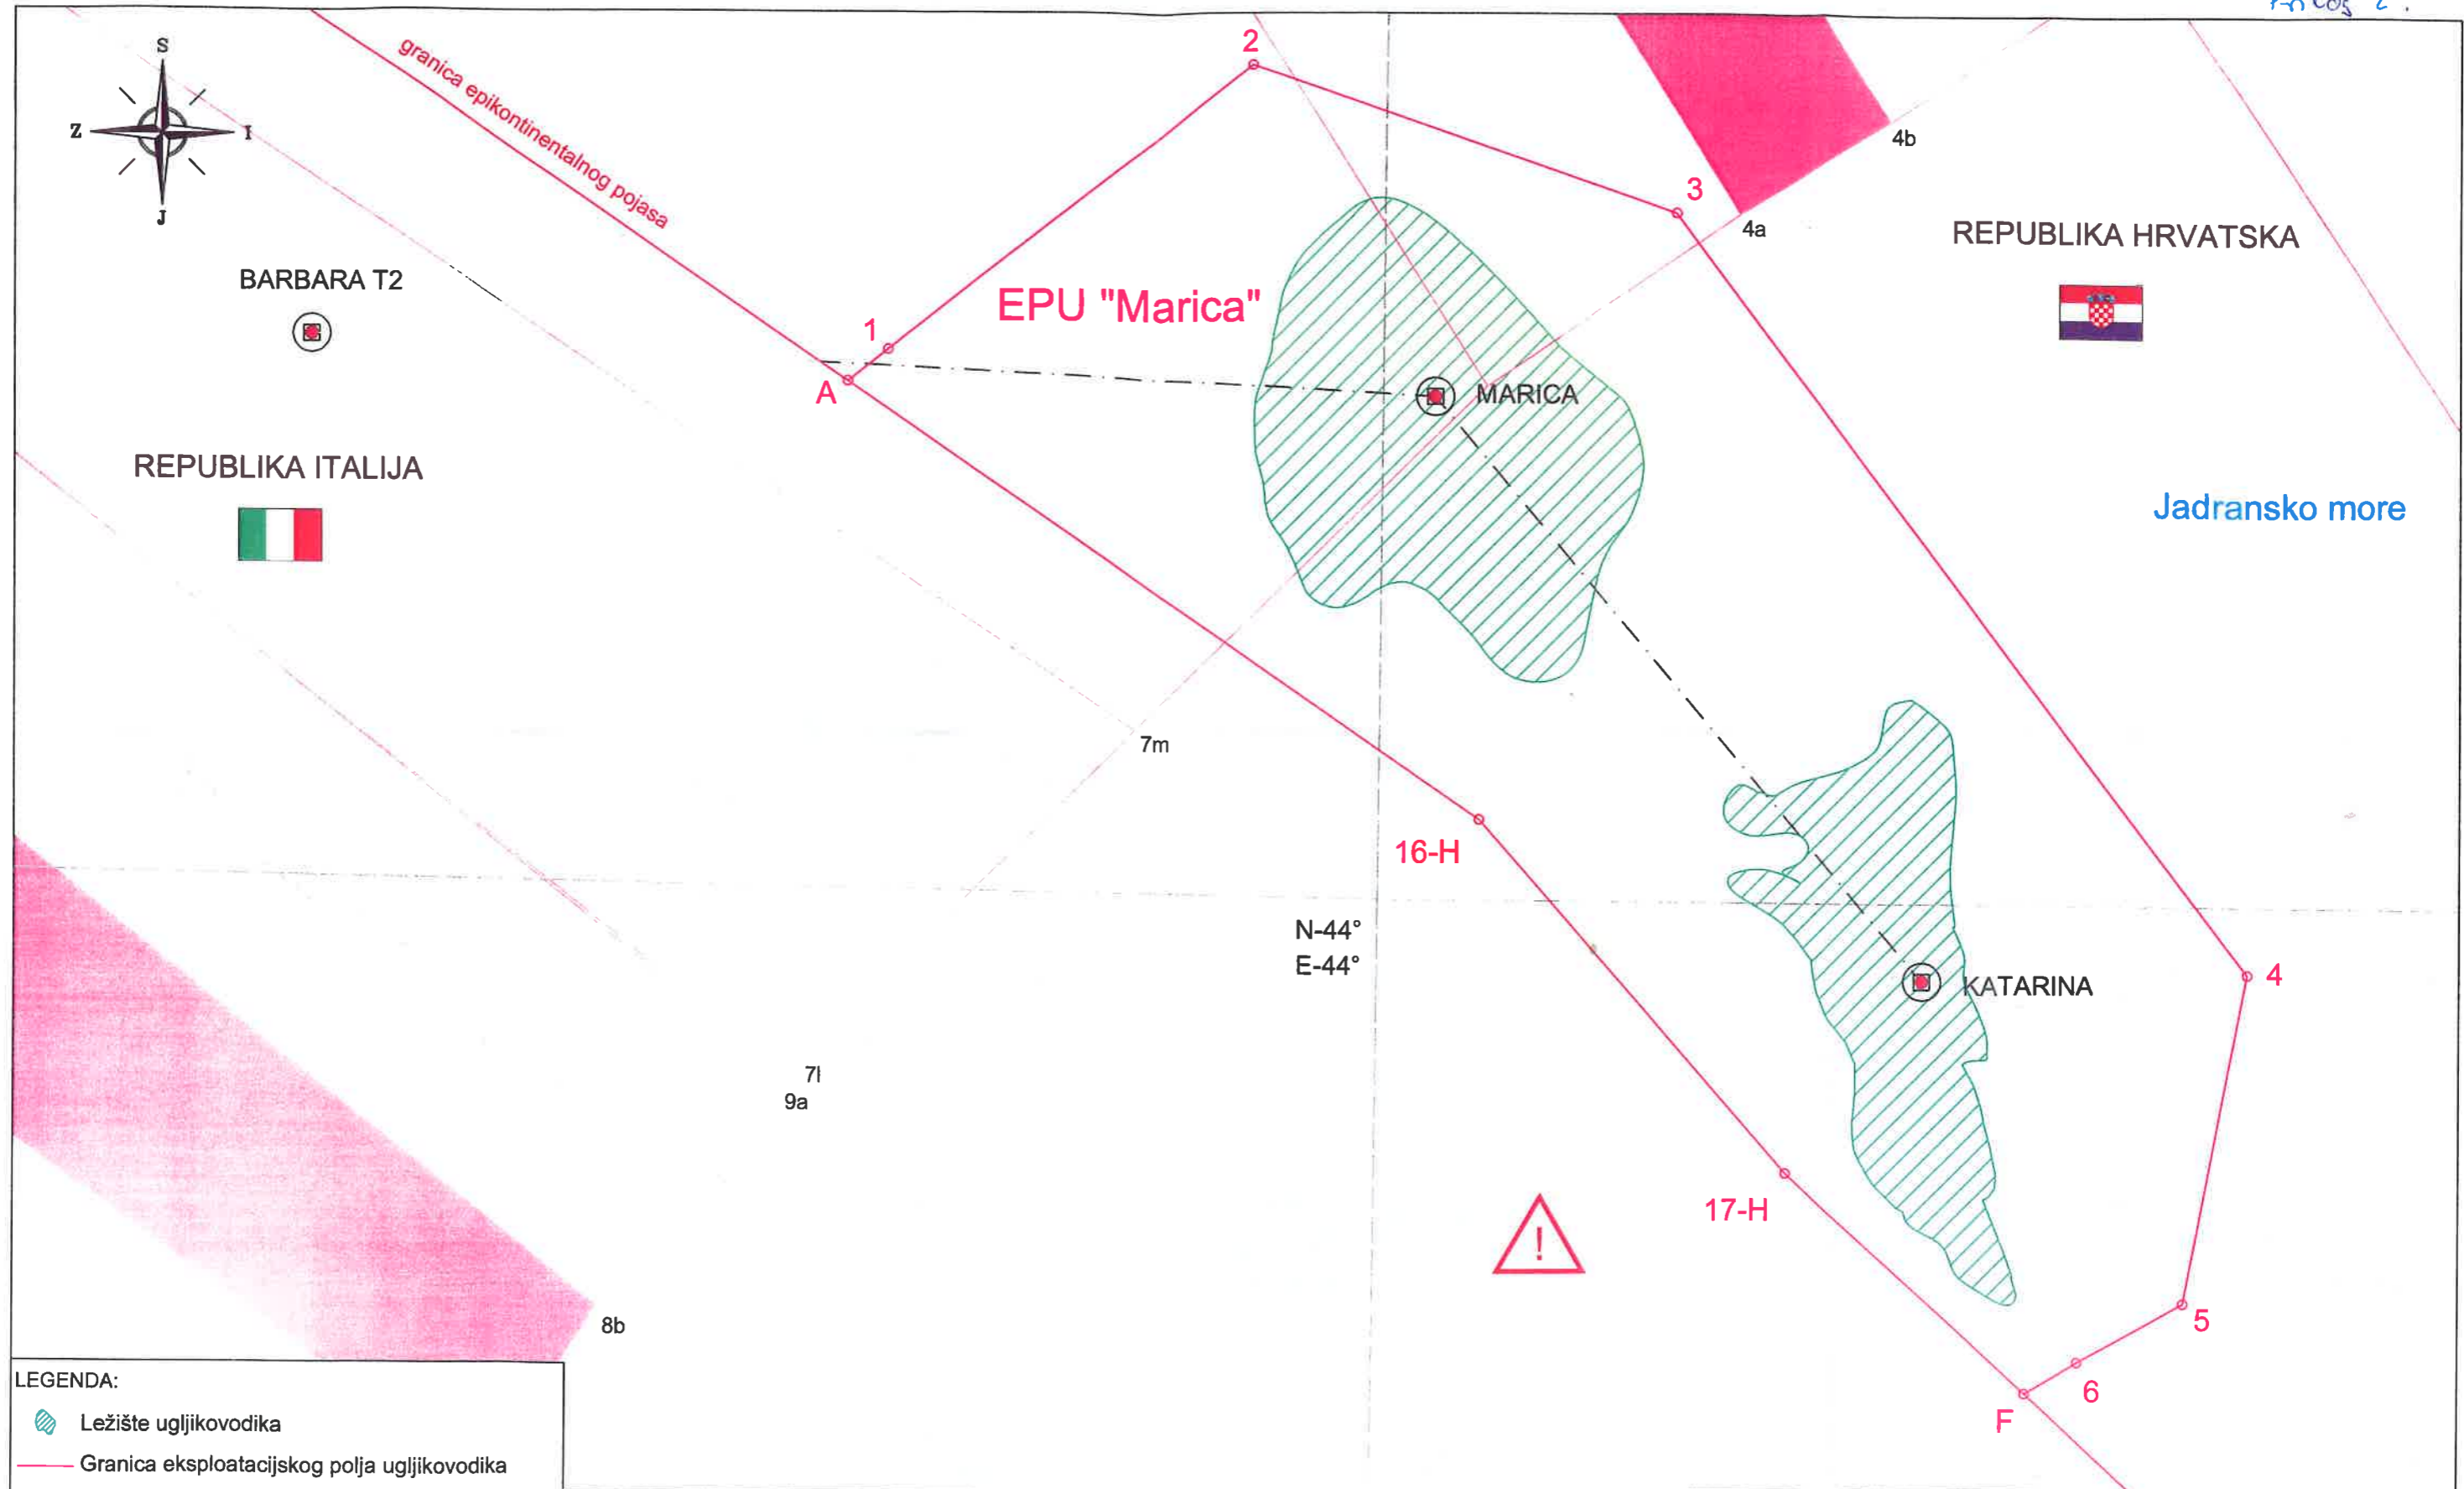 S
Z
I
J
granica epikontinentalnog pojasa
2
3
4b
4a
REPUBLIKA HRVATSKA
BARBARA T2
EPU "Marica"
1
A
MARICA
REPUBLIKA ITALIJA
Jadransko more
7m
16-H
N-44°
E-44°
4
KATARINA
7l
9a
17-H
!
5
8b
6
F
LEGENDA:
Ležište ugljikovodika
Granica eksploatacijskog polja ugljikovodika